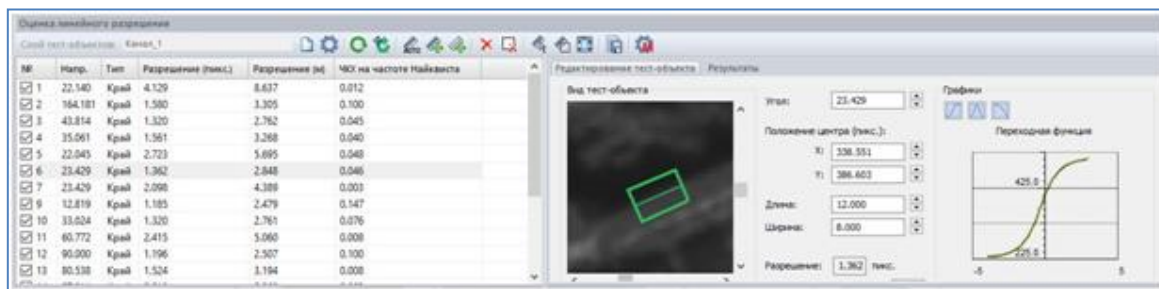 Оценка линейного разрешения
Слой тест-объектов Канал_1
№ Напр. Тип Разрешение (пикс.) Разрешение (м) ЧКХ на частоте Найквиста
1 22.140 Край 4.129 8.637 0.012
2 164.181 Край 1.580 3.305 0.100
3 43.814 Край 1.320 2.762 0.045
4 35.061 Край 1.561 3.268 0.040
5 22.045 Край 2.723 5.695 0.048
6 23.429 Край 1.362 2.848 0.046
7 23.429 Край 2.098 4.389 0.003
9 12.819 Край 1.185 2.479 0.147
10 33.024 Край 1.320 2.761 0.076
11 60.772 Край 2.415 5.060 0.008
12 90.000 Край 1.196 2.507 0.100
13 80.538 Край 1.524 3.194 0.008
Редактирование тест-объекта Результаты
Вид тест-объекта
Угол: 23.429
Положение центра (пикс.):
X: 338.551
Y: 386.603
Длина: 12.000
Ширина: 8.000
Разрешение: 1.362 пикс.
Графики
Переходная функция
425.0
225.0
-5 5